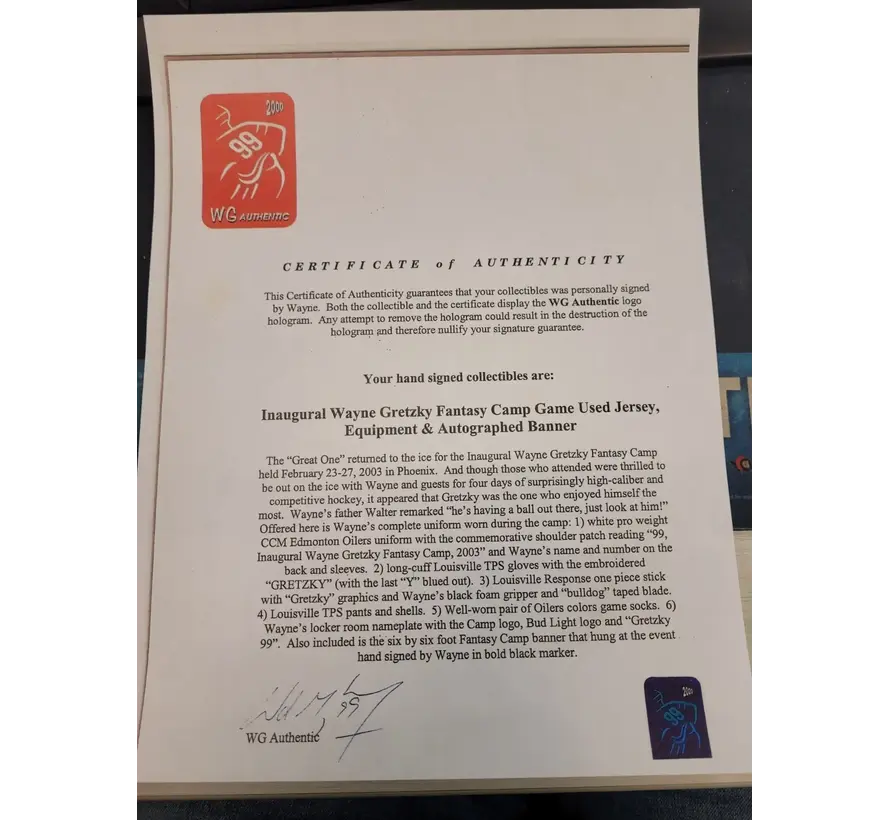 2000
99
WG AUTHENTIC
CERTIFICATE of AUTHENTICITY
This Certificate of Authenticity guarantees that your collectibles was personally signed
by Wayne. Both the collectible and the certificate display the WG Authentic logo
hologram. Any attempt to remove the hologram could result in the destruction of the
hologram and therefore nullify your signature guarantee.
Your hand signed collectibles are:
Inaugural Wayne Gretzky Fantasy Camp Game Used Jersey,
Equipment & Autographed Banner
The “Great One” returned to the ice for the Inaugural Wayne Gretzky Fantasy Camp
held February 23-27, 2003 in Phoenix. And though those who attended were thrilled to
be out on the ice with Wayne and guests for four days of surprisingly high-caliber and
competitive hockey, it appeared that Gretzky was the one who enjoyed himself the
most. Wayne’s father Walter remarked “he’s having a ball out there, just look at him!”
Offered here is Wayne’s complete uniform worn during the camp: 1) white pro weight
CCM Edmonton Oilers uniform with the commemorative shoulder patch reading “99,
Inaugural Wayne Gretzky Fantasy Camp, 2003” and Wayne’s name and number on the
back and sleeves. 2) long-cuff Louisville TPS gloves with the embroidered
“GRETZKY” (with the last “Y” blued out). 3) Louisville Response one piece stick
with “Gretzky” graphics and Wayne’s black foam gripper and “bulldog” taped blade.
4) Louisville TPS pants and shells. 5) Well-worn pair of Oilers colors game socks. 6)
Wayne’s locker room nameplate with the Camp logo, Bud Light logo and “Gretzky
99”. Also included is the six by six foot Fantasy Camp banner that hung at the event
hand signed by Wayne in bold black marker.
99
WG Authentic
2000
99